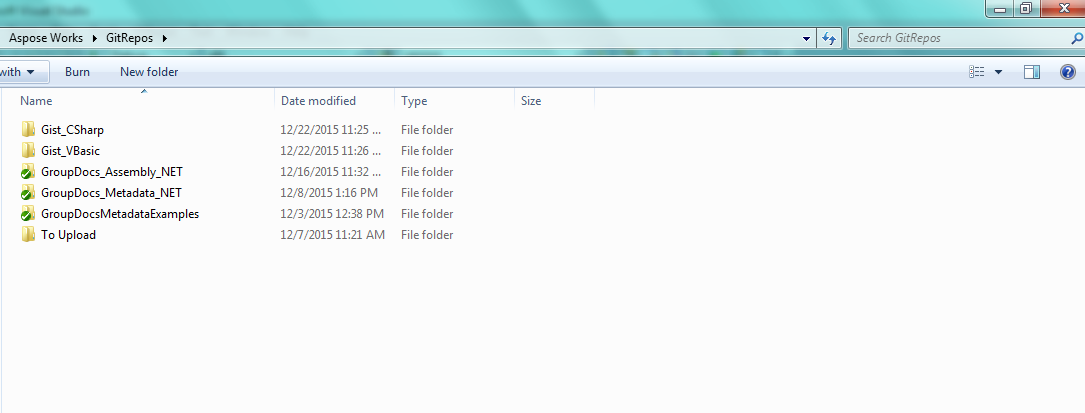 Aspose Works GitRepos Search GitRepos
with Burn New folder
Name Date modified Type Size
Gist_CSharp 12/22/2015 11:25 ... File folder
Gist_VBasic 12/22/2015 11:26 ... File folder
GroupDocs_Assembly_NET 12/16/2015 11:32 ... File folder
GroupDocs_Metadata_NET 12/8/2015 1:16 PM File folder
GroupDocsMetadataExamples 12/3/2015 12:38 PM File folder
To Upload 12/7/2015 11:21 AM File folder